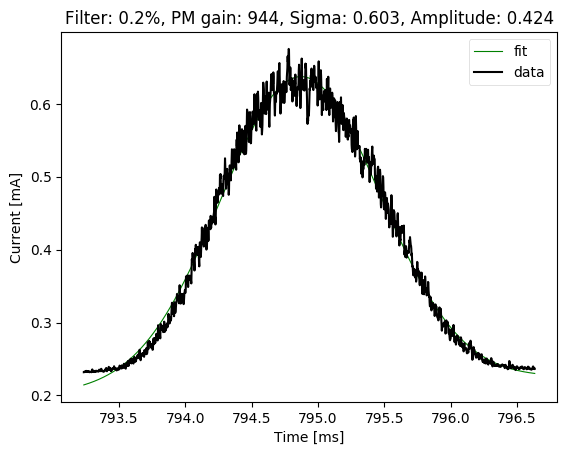 Filter: 0.2%, PM gain: 944, Sigma: 0.603, Amplitude: 0.424
fit
data
Current [mA]
0.6
0.5
0.4
0.3
0.2
793.5 794.0 794.5 795.0 795.5 796.0 796.5
Time [ms]